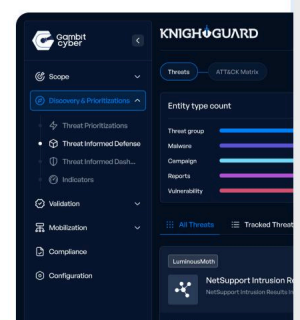 Gambit
cyber
KNIGHTGUARD
Scope
Threats
ATT&CK Matrix
Discovery & Prioritizations
Entity type count
Threat Prioritizations
Threat group
Threat Informed Defense
Malware
Campaign
Threat Informed Dash...
Reports
Indicators
Vulnerability
Validation
All Threats
Tracked Threat
Mobilization
Compliance
LuminousMoth
Configuration
NetSupport Intrusion R
NetSupport Intrusion Results In